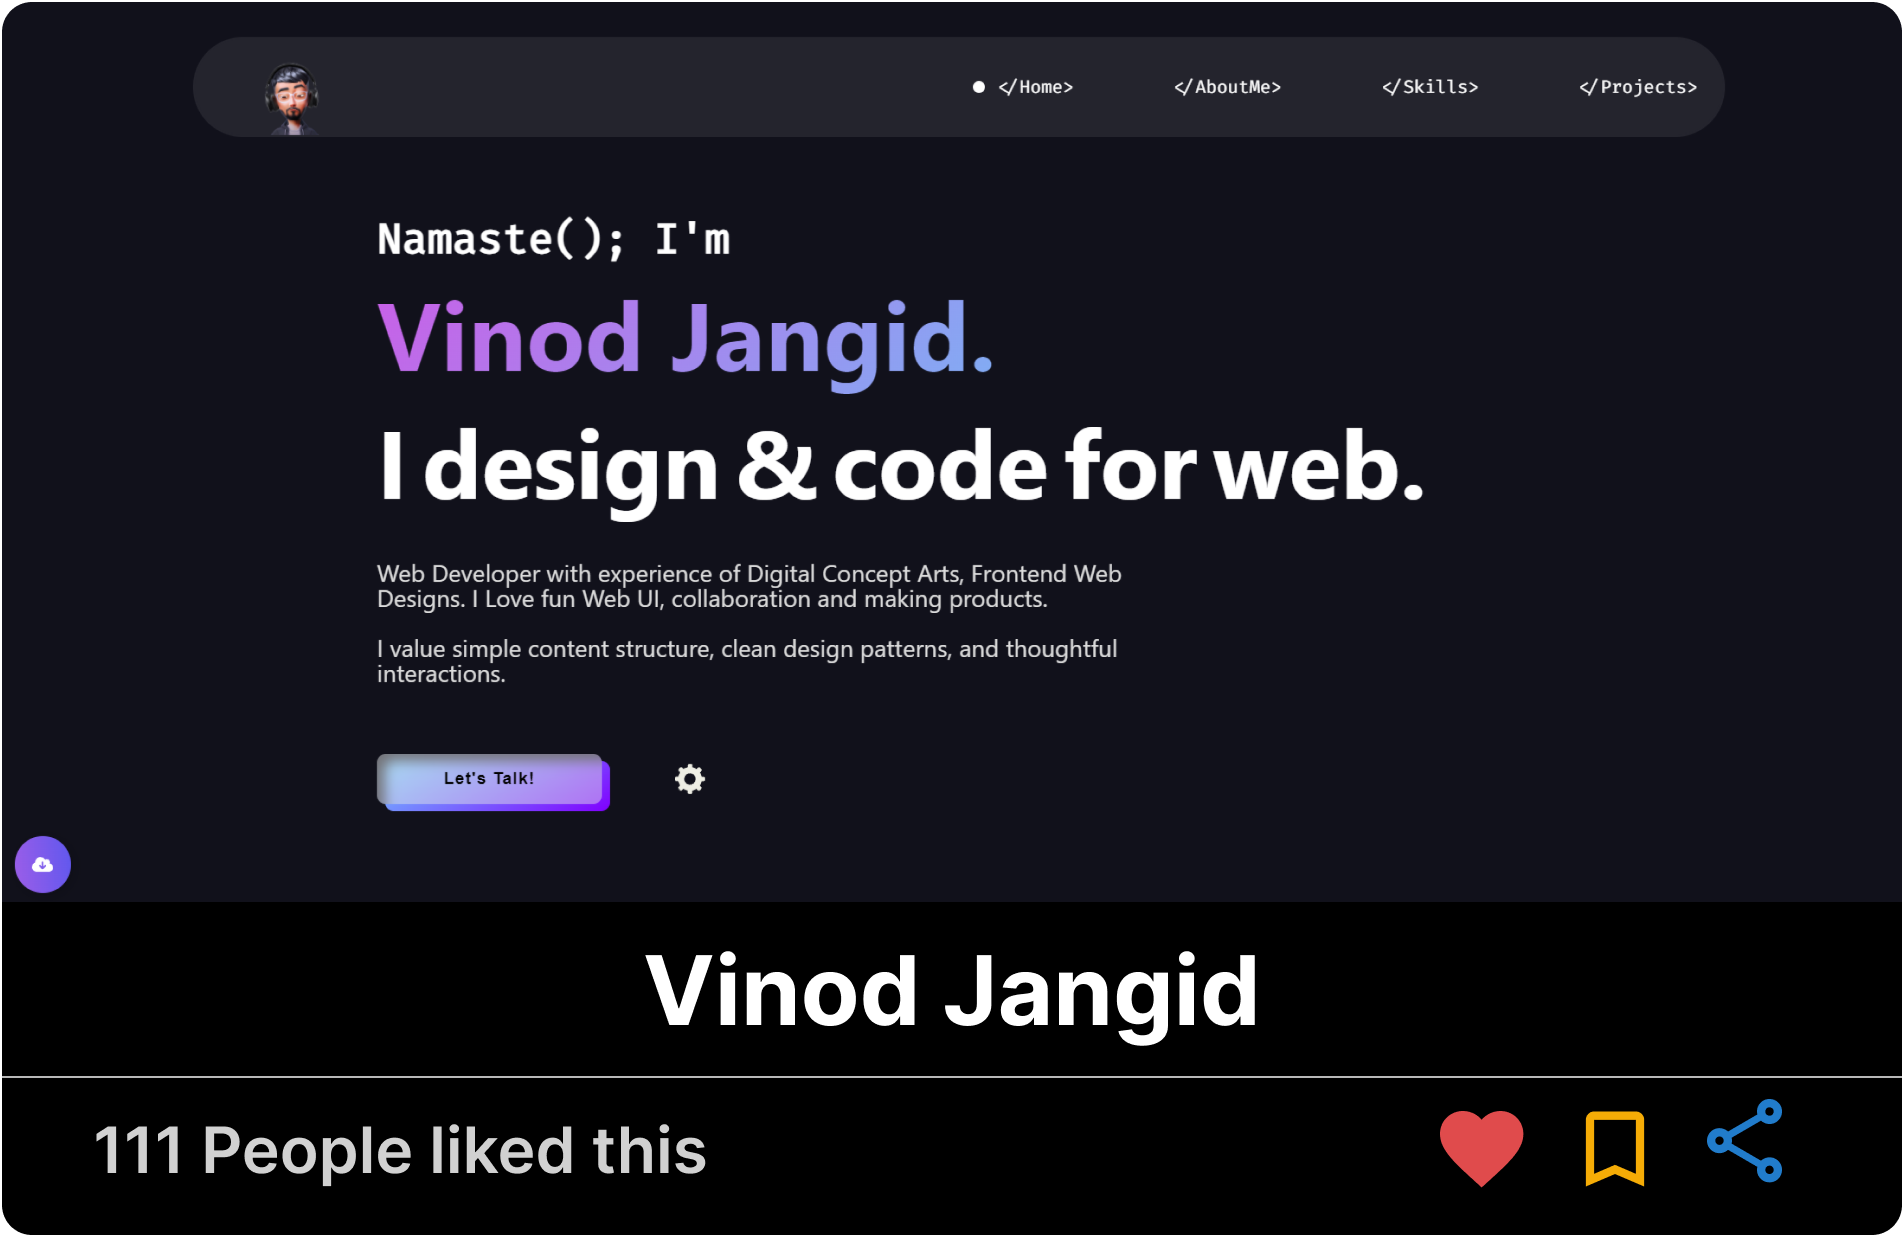 </Home> </AboutMe> </Skills> </Projects>
Namaste(); I'm
Vinod Jangid.
I design & code for web.
Web Developer with experience of Digital Concept Arts, Frontend Web
Designs. I Love fun Web UI, collaboration and making products.
I value simple content structure, clean design patterns, and thoughtful
interactions.
Let's Talk!
Vinod Jangid
111 People liked this